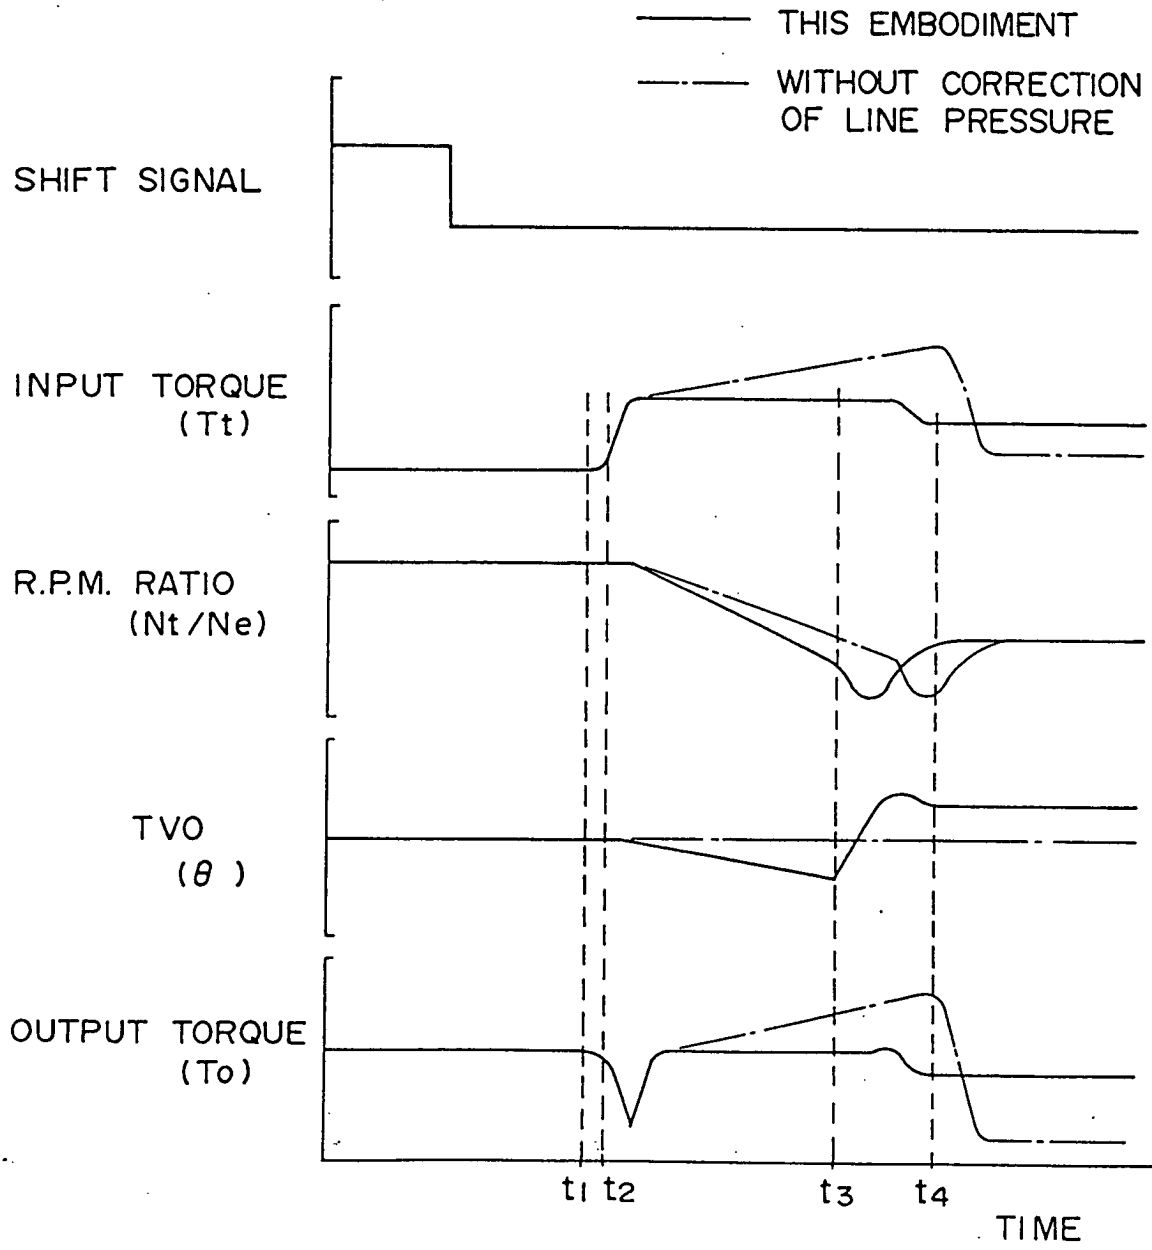 THIS EMBODIMENT
WITHOUT CORRECTION
OF LINE PRESSURE
SHIFT SIGNAL
INPUT TORQUE
(Tt)
R.P.M. RATIO
(Nt/Ne)
TVO
(θ)
OUTPUT TORQUE
(To)
t1 t2 t3 t4
TIME